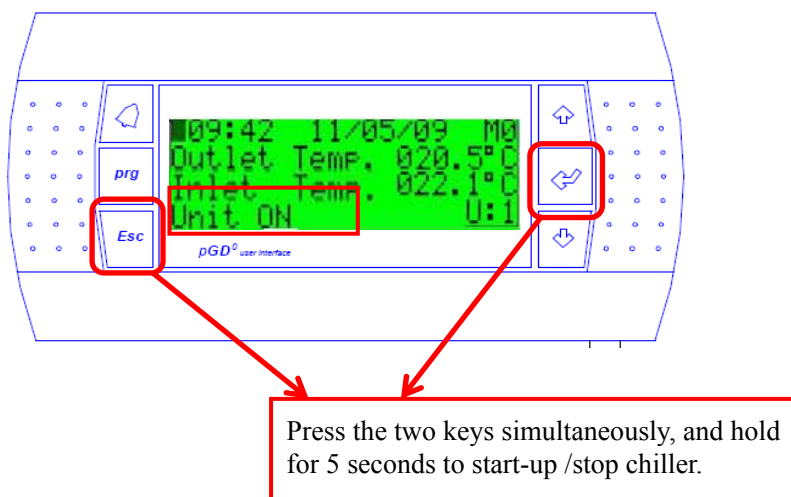 09:42 11/05/09 M0
Outlet Temp. 020.5°C
Inlet Temp. 022.1°C
Unit ON U:1
prg
Esc
pGD0 user interface
Press the two keys simultaneously, and hold
for 5 seconds to start-up /stop chiller.